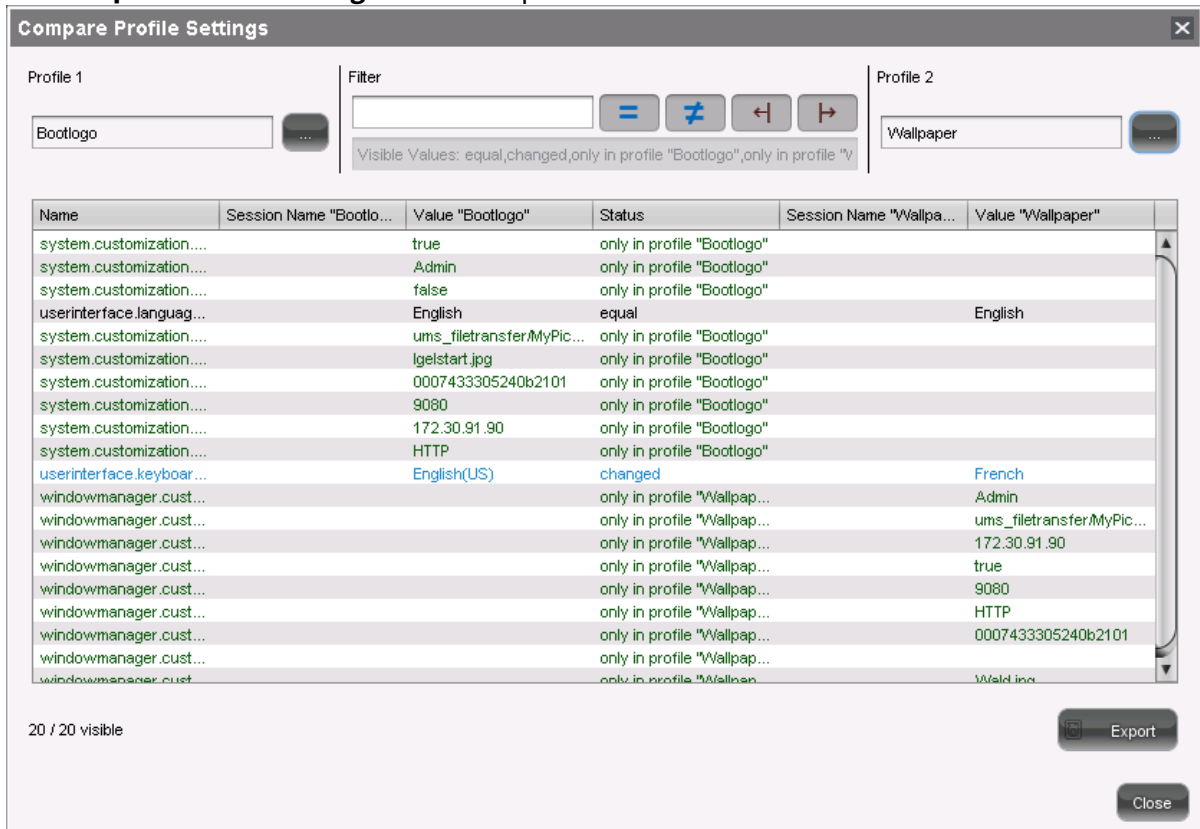 Compare Profile Settings
Profile 1 Filter Profile 2
Bootlogo ... Wallpaper ...
Visible Values: equal,changed,only in profile "Bootlogo",only in profile "W
Name Session Name "Bootlo... Value "Bootlogo" Status Session Name "Wallpa... Value "Wallpaper"
system.customization.... true only in profile "Bootlogo"
system.customization.... Admin only in profile "Bootlogo"
system.customization.... false only in profile "Bootlogo"
userinterface.languag... English equal English
system.customization.... ums_filetransfer/MyPic... only in profile "Bootlogo"
system.customization.... Igelstart.jpg only in profile "Bootlogo"
system.customization.... 0007433305240b2101 only in profile "Bootlogo"
system.customization.... 9080 only in profile "Bootlogo"
system.customization.... 172.30.91.90 only in profile "Bootlogo"
system.customization.... HTTP only in profile "Bootlogo"
userinterface.keyboar... English(US) changed French
windowmanager.cust... only in profile "Wallpap... Admin
windowmanager.cust... only in profile "Wallpap... ums_filetransfer/MyPic...
windowmanager.cust... only in profile "Wallpap... 172.30.91.90
windowmanager.cust... only in profile "Wallpap... true
windowmanager.cust... only in profile "Wallpap... 9080
windowmanager.cust... only in profile "Wallpap... HTTP
windowmanager.cust... only in profile "Wallpap... 0007433305240b2101
windowmanager.cust... only in profile "Wallpap...
windowmanager.cust... only in profile "Wallpap... Wald.jpg
20 / 20 visible Export
Close